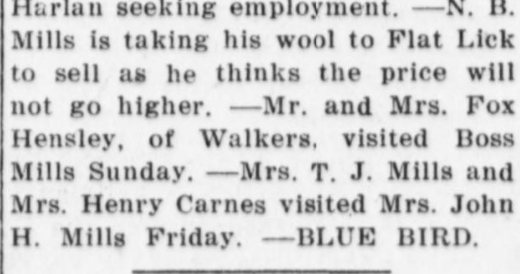 Harlan seeking employment. —N. B.
Mills is taking his wool to Flat Lick
to sell as he thinks the price will
not go higher. —Mr. and Mrs. Fox
Hensley, of Walkers, visited Boss
Mills Sunday. —Mrs. T. J. Mills and
Mrs. Henry Carnes visited Mrs. John
H. Mills Friday. —BLUE BIRD.